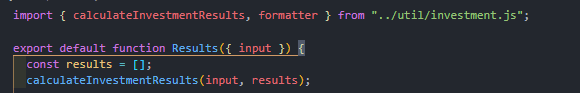 import { calculateInvestmentResults, formatter } from "../util/investment.js";
export default function Results({ input }) {
const results = [];
calculateInvestmentResults(input, results);